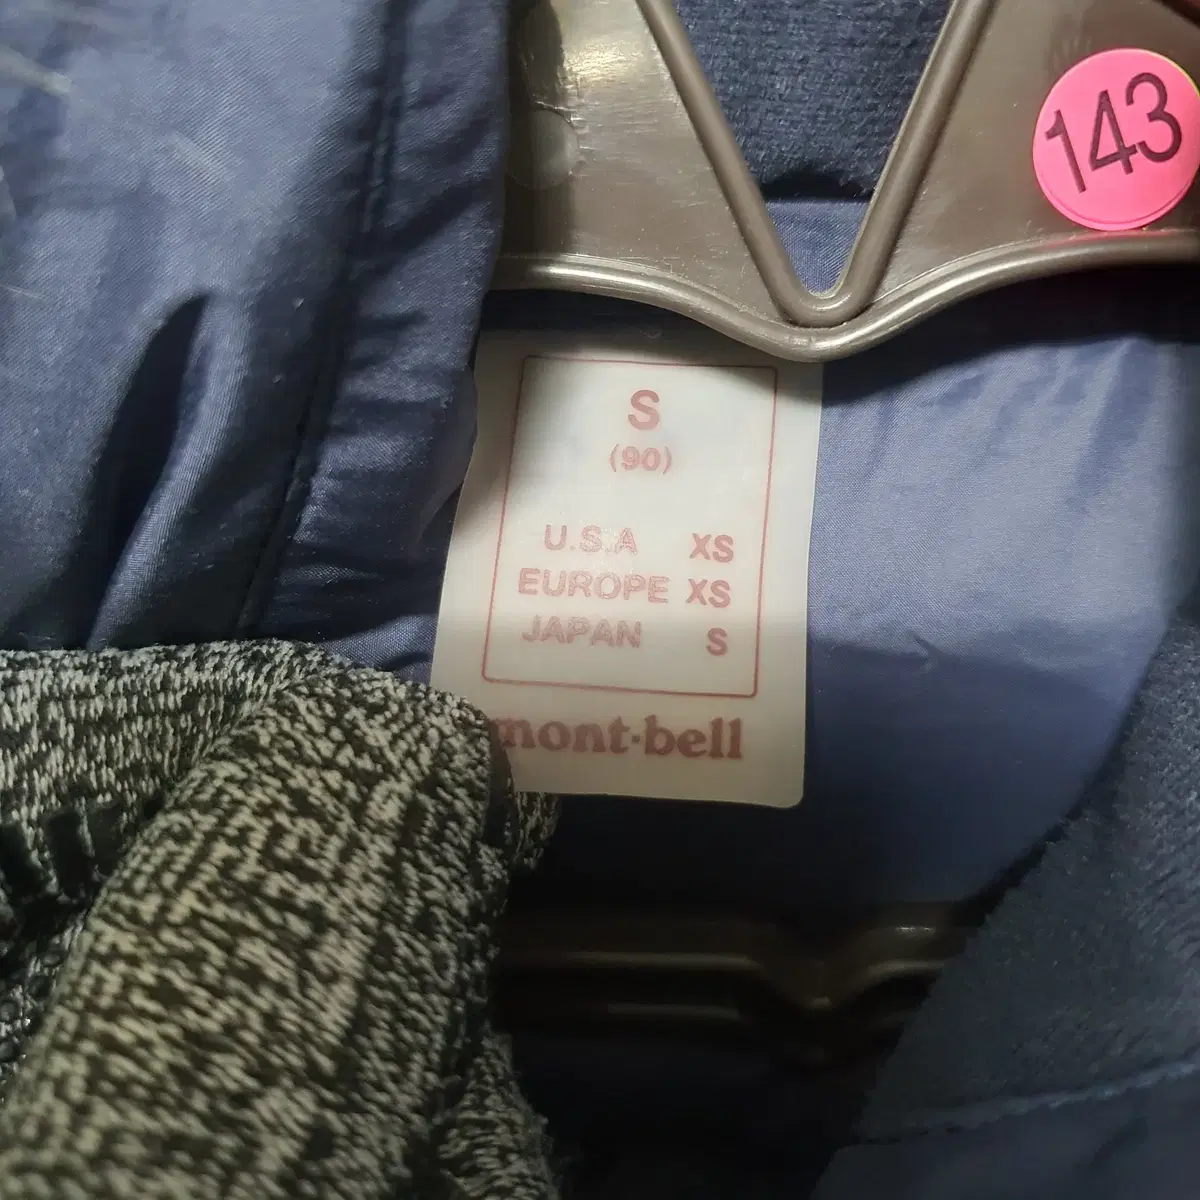 143
S
(90)
U.S.A XS
EUROPE XS
JAPAN S
mont·bell